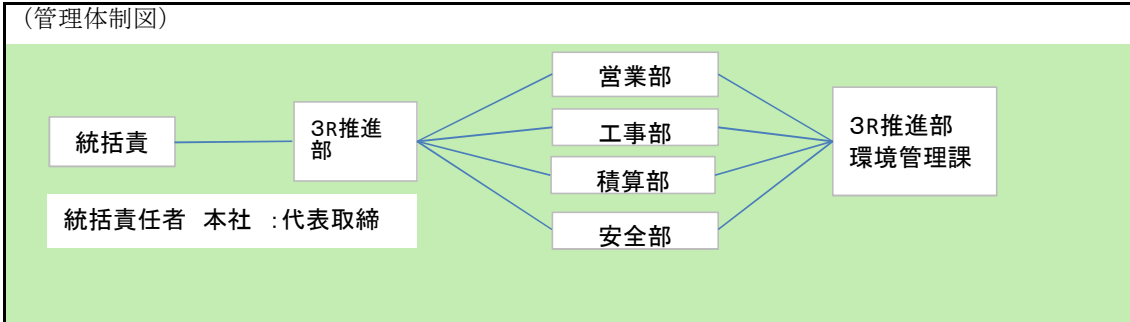 （管理体制図）
統括責
3R推進
部
営業部
工事部
積算部
安全部
3R推進部
環境管理課
統括責任者　本社　：代表取締